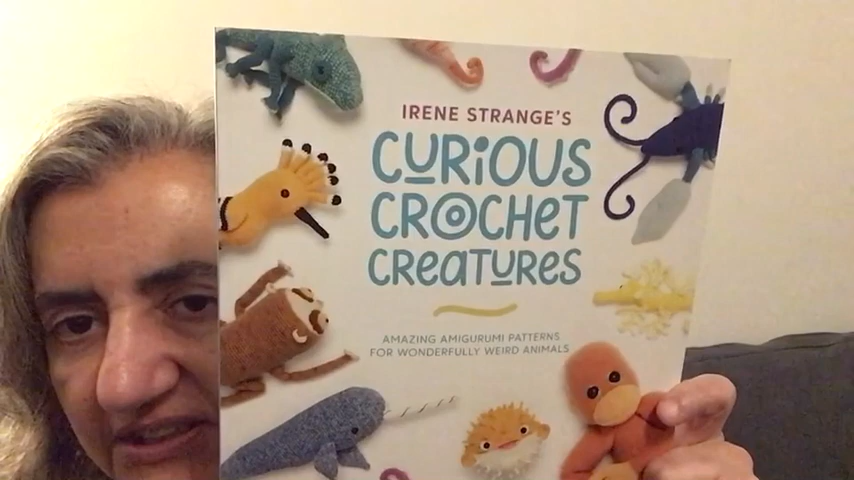 IRENE STRANGE'S
CURIOUS
CROCHET
CREATURES
AMAZING AMIGURUMI PATTERNS
FOR WONDERFULLY WEIRD ANIMALS